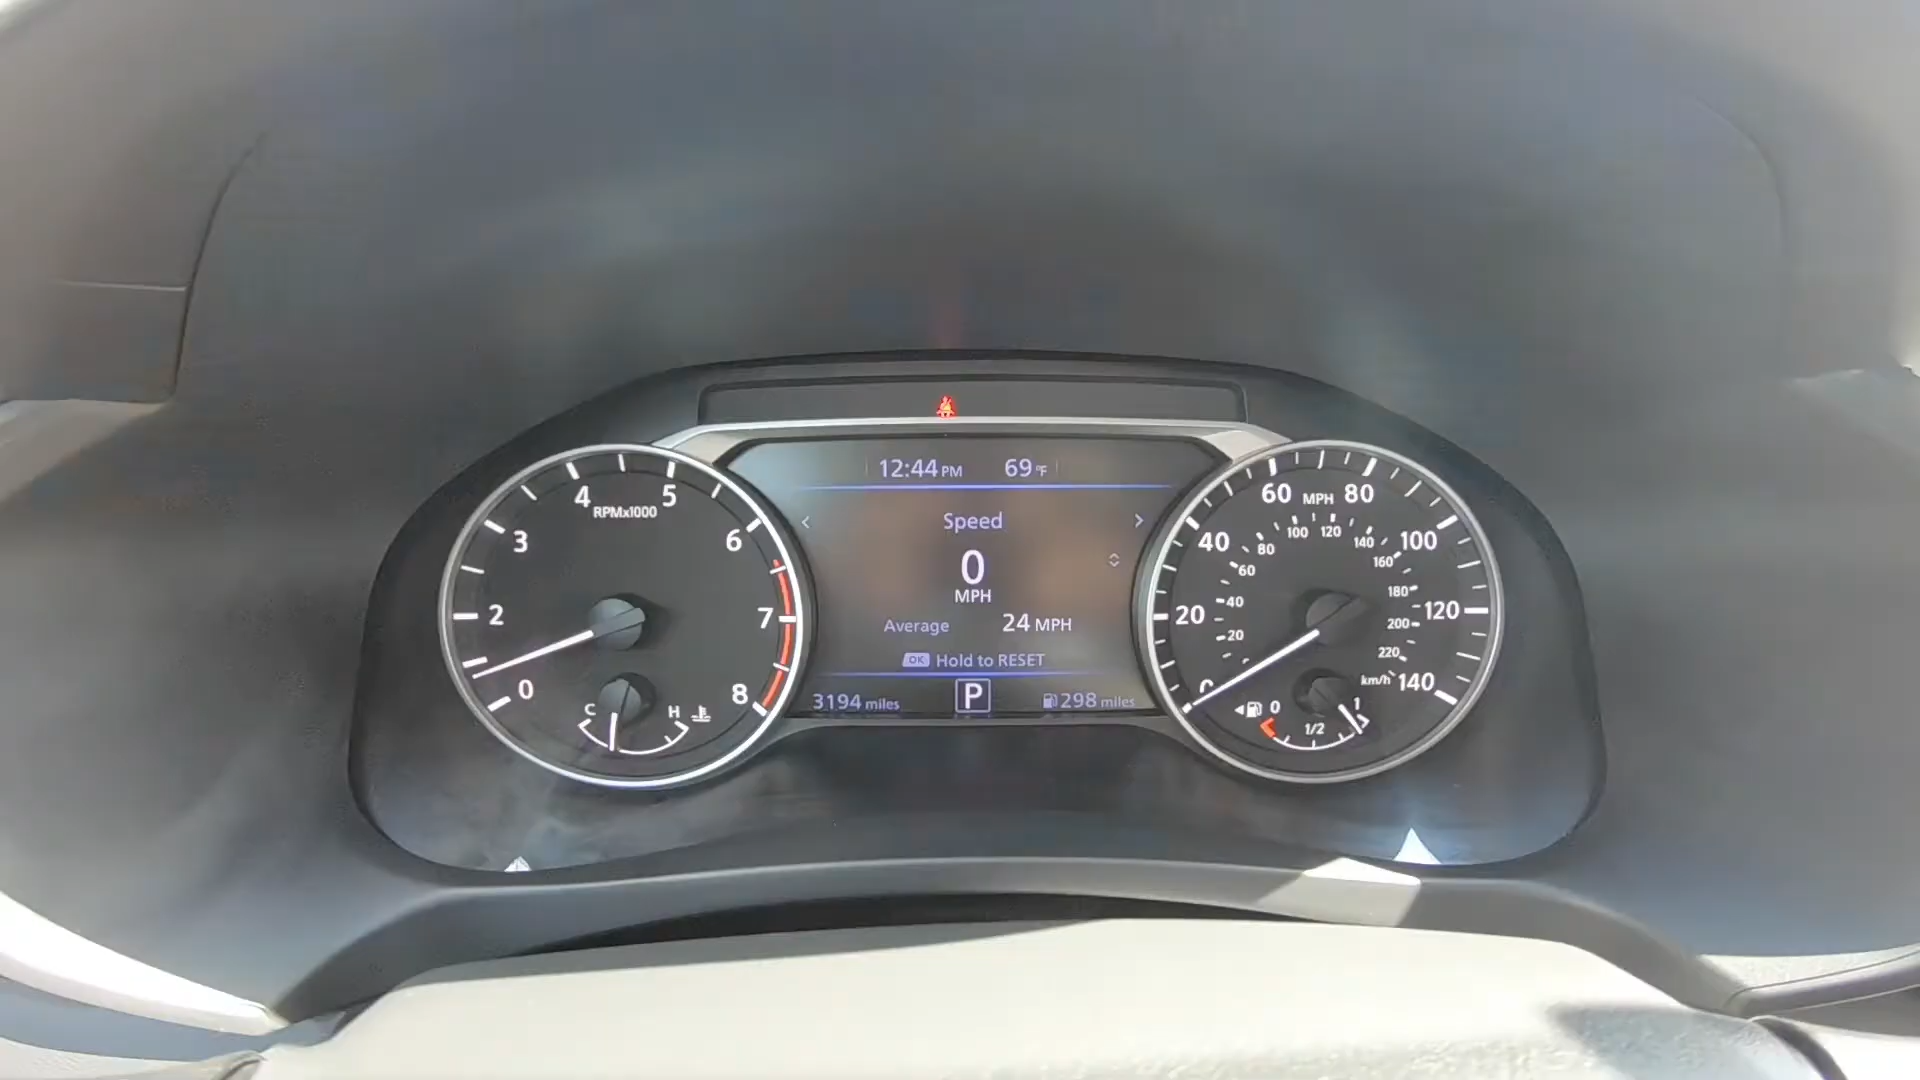 12:44 PM 69°F
< Speed >
0
MPH
Average 24 MPH
OK Hold to RESET
3194 miles P 298 miles
0 2 3 4 5 6 7 8
RPMx1000
C H
0 20 40 60 80 100 120 140
MPH
20 40 60 80 100 120 140 160 180 200 220
km/h
0 1/2 1